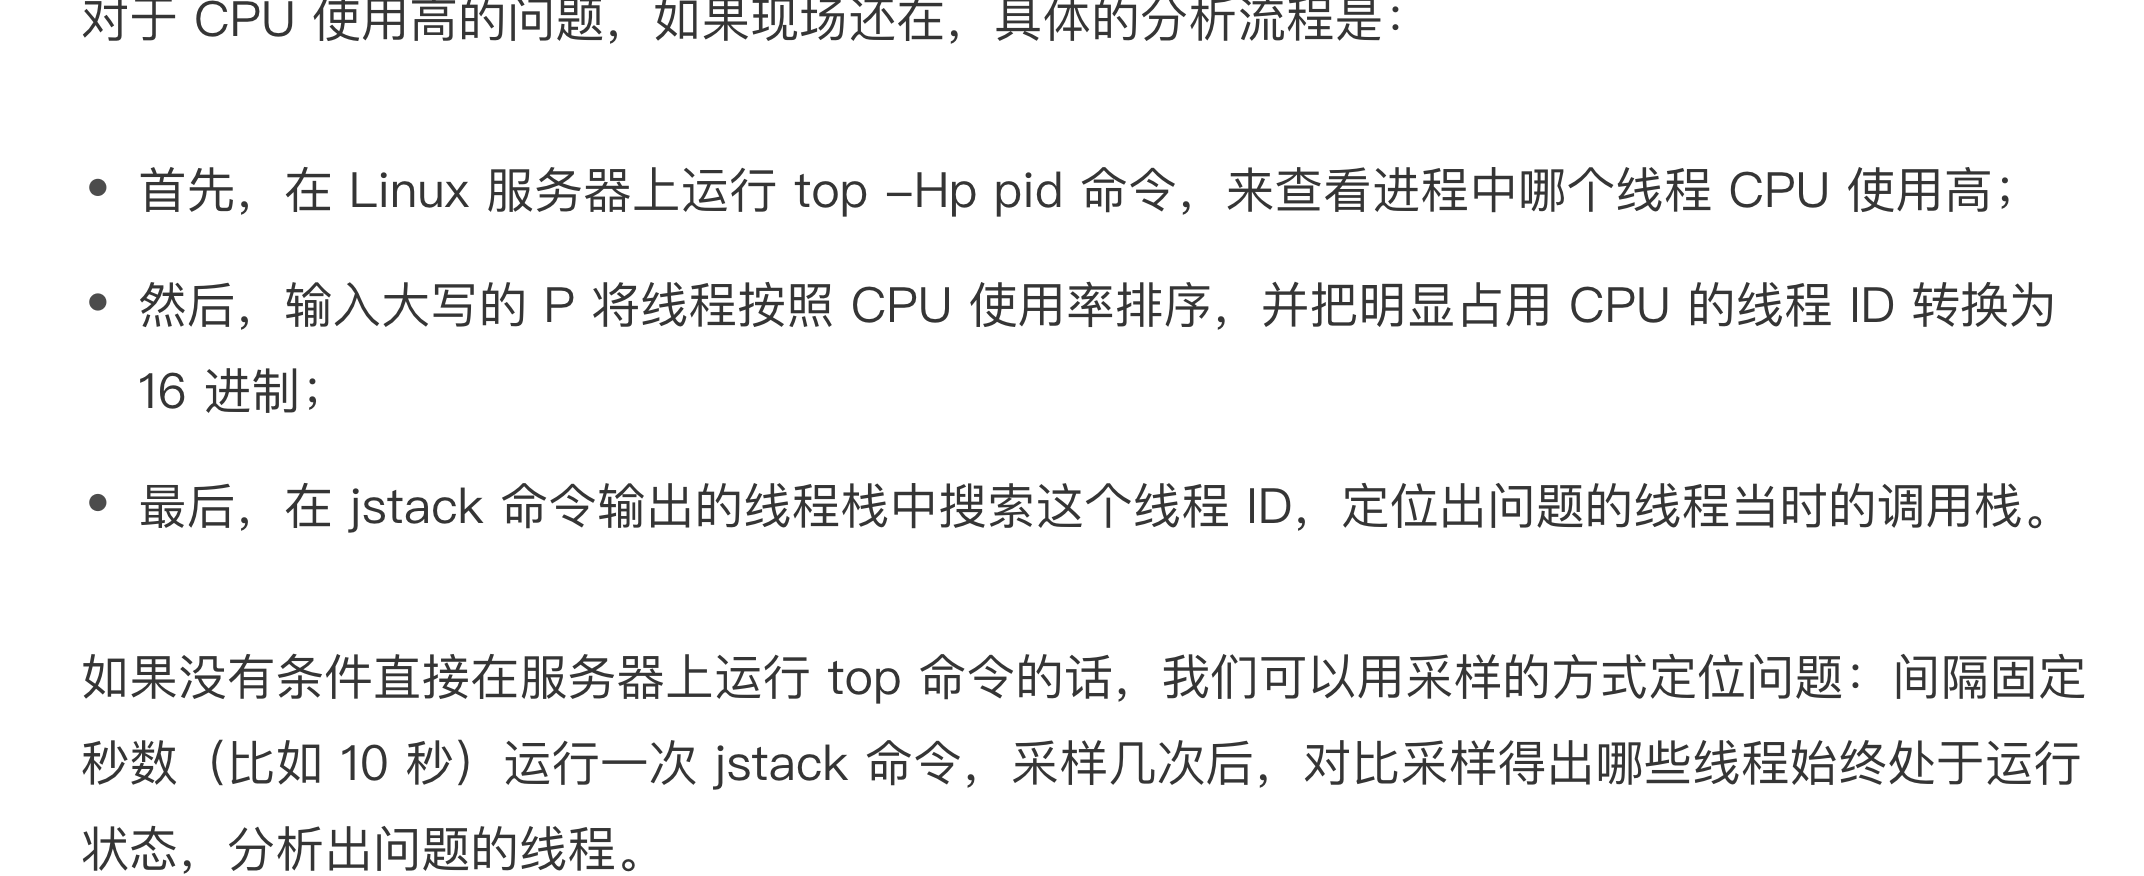 对于 CPU 使用高的问题，如果现场还在，具体的分析流程是：
• 首先，在 Linux 服务器上运行 top –Hp pid 命令，来查看进程中哪个线程 CPU 使用高；
• 然后，输入大写的 P 将线程按照 CPU 使用率排序，并把明显占用 CPU 的线程 ID 转换为
16 进制；
• 最后，在 jstack 命令输出的线程栈中搜索这个线程 ID，定位出问题的线程当时的调用栈。
如果没有条件直接在服务器上运行 top 命令的话，我们可以用采样的方式定位问题：间隔固定
秒数（比如 10 秒）运行一次 jstack 命令，采样几次后，对比采样得出哪些线程始终处于运行
状态，分析出问题的线程。